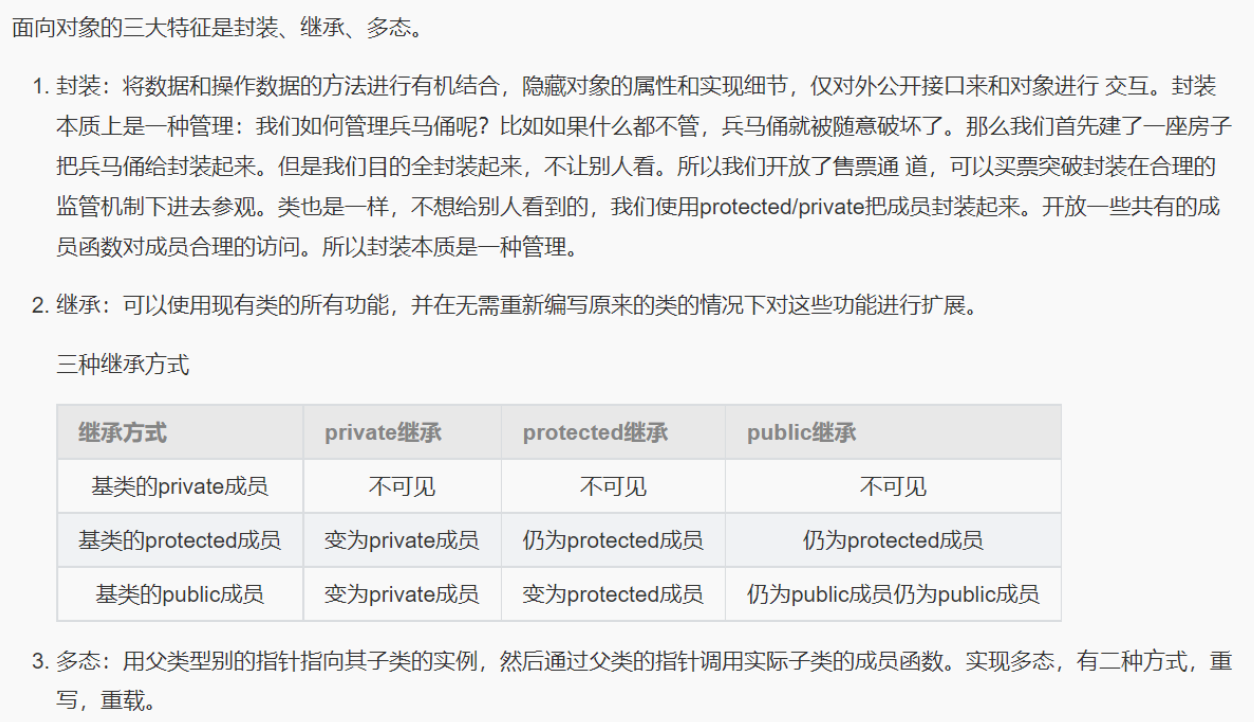 面向对象的三大特征是封装、继承、多态。
1. 封装：将数据和操作数据的方法进行有机结合，隐藏对象的属性和实现细节，仅对外公开接口来和对象进行 交互。封装
本质上是一种管理：我们如何管理兵马俑呢？比如如果什么都不管，兵马俑就被随意破坏了。那么我们首先建了一座房子
把兵马俑给封装起来。但是我们目的全封装起来，不让别人看。所以我们开放了售票通 道，可以买票突破封装在合理的
监管机制下进去参观。类也是一样，不想给别人看到的，我们使用protected/private把成员封装起来。开放一些共有的成
员函数对成员合理的访问。所以封装本质是一种管理。
2. 继承：可以使用现有类的所有功能，并在无需重新编写原来的类的情况下对这些功能进行扩展。
三种继承方式
继承方式 private继承 protected继承 public继承
基类的private成员 不可见 不可见 不可见
基类的protected成员 变为private成员 仍为protected成员 仍为protected成员
基类的public成员 变为private成员 变为protected成员 仍为public成员仍为public成员
3. 多态：用父类型别的指针指向其子类的实例，然后通过父类的指针调用实际子类的成员函数。实现多态，有二种方式，重
写，重载。